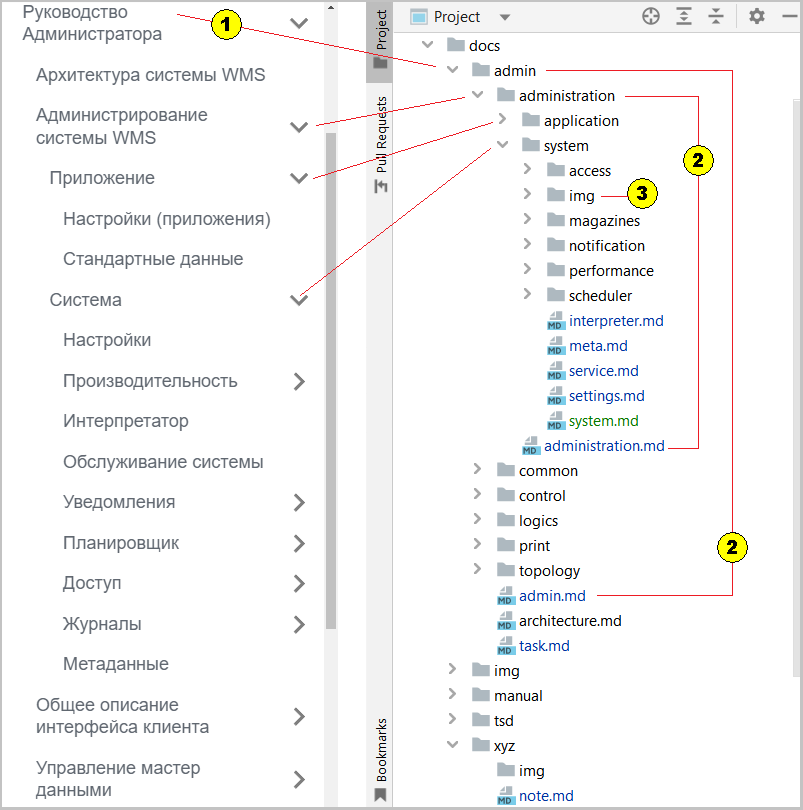 Руководство
Администратора
Архитектура системы WMS
Администрирование
системы WMS
Приложение
Настройки (приложения)
Стандартные данные
Система
Настройки
Производительность
Интерпретатор
Обслуживание системы
Уведомления
Планировщик
Доступ
Журналы
Метаданные
Общее описание
интерфейса клиента
Управление мастер
данными
1
Project
Pull Requests
Bookmarks
Project
docs
admin
administration
application
system
access
img
magazines
notification
performance
scheduler
MD interpreter.md
MD meta.md
MD service.md
MD settings.md
MD system.md
MD administration.md
common
control
logics
print
topology
MD admin.md
MD architecture.md
MD task.md
img
manual
tsd
xyz
img
MD note.md
2
3
2